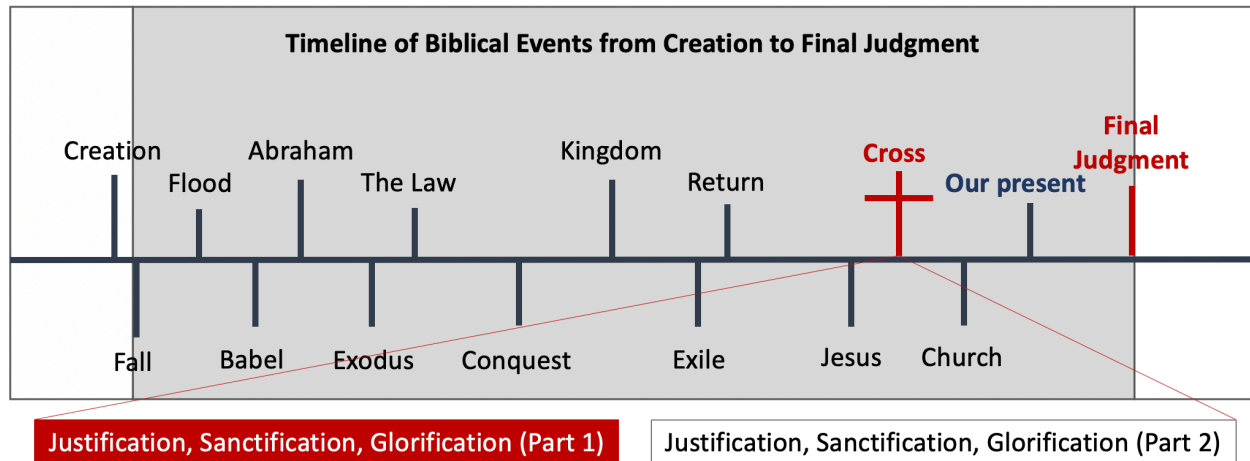 Timeline of Biblical Events from Creation to Final Judgment
Creation
Flood
Abraham
The Law
Kingdom
Return
Cross
Our present
Final
Judgment
Fall
Babel
Exodus
Conquest
Exile
Jesus
Church
Justification, Sanctification, Glorification (Part 1)
Justification, Sanctification, Glorification (Part 2)